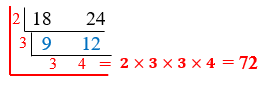 2 18 24
3 9 12
3 4 = 2 × 3 × 3 × 4 = 72